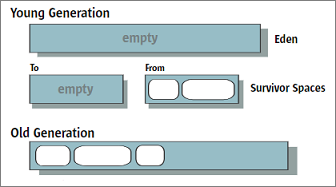 Young Generation
empty
Eden
To
From
empty
Survivor Spaces
Old Generation